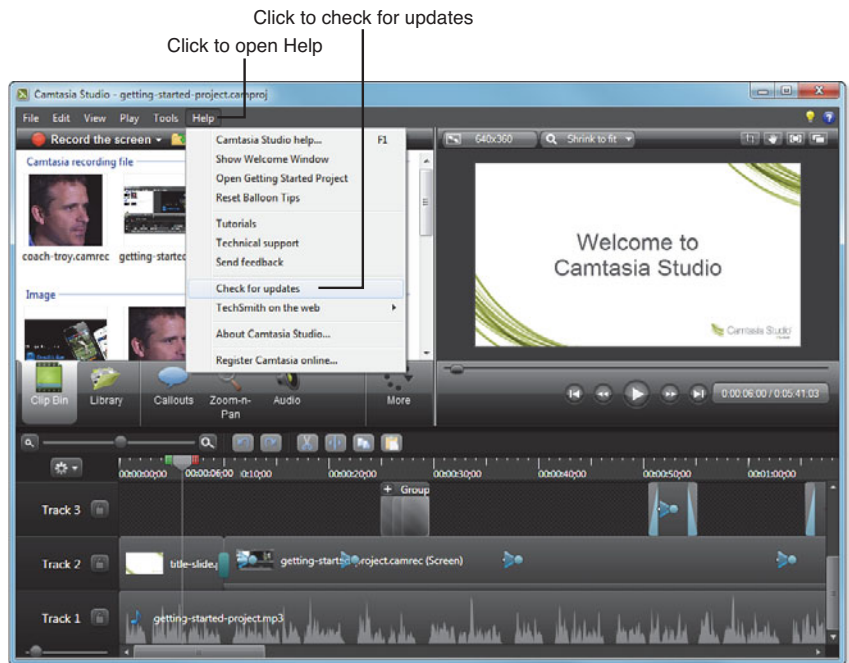 Click to check for updates
Click to open Help
Camtasia Studio - getting-started-project.camproj
File Edit View Play Tools Help
Record the screen
640x360 Shrink to fit
Camtasia recording file
coach-troy.camrec getting-started
Image
Camtasia Studio help... F1
Show Welcome Window
Open Getting Started Project
Reset Balloon Tips
Tutorials
Technical support
Send feedback
Check for updates
TechSmith on the web
About Camtasia Studio...
Register Camtasia online...
Welcome to
Camtasia Studio
Camtasia Studio
Clip Bin Library Callouts Zoom-n-Pan Audio More
0:00:06:00 / 0:05:41:03
00:00:00;00 00:00:06;00 0:10;00 00:00:20;00 00:00:30;00 00:00:40;00 00:00:50;00 00:01:00;00
Track 3
+ Group
Track 2
title-slide.p
getting-started-project.camrec (Screen)
Track 1
getting-started-project.mp3